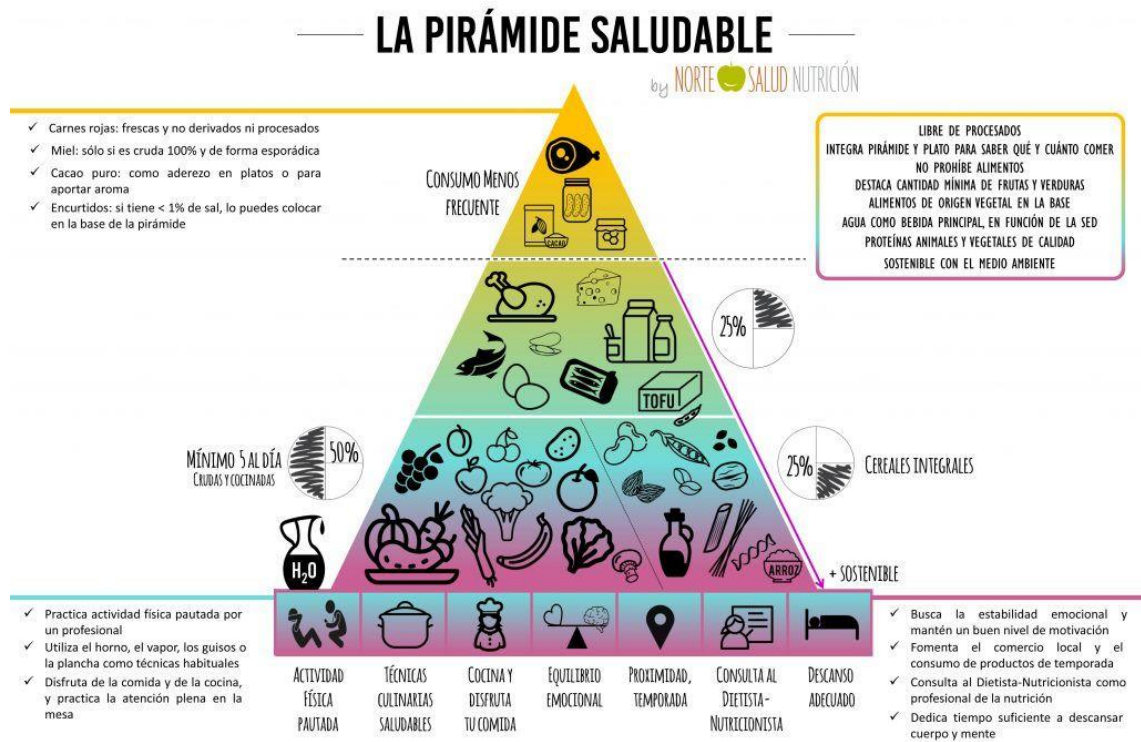 LA PIRÁMIDE SALUDABLE
by NORTE SALUD NUTRICIÓN
✓ Carnes rojas: frescas y no derivados ni procesados
✓ Miel: sólo si es cruda 100% y de forma esporádica
✓ Cacao puro: como aderezo en platos o para
aportar aroma
✓ Encurtidos: si tiene < 1% de sal, lo puedes colocar
en la base de la pirámide
CONSUMO MENOS
FRECUENTE
CACAO
LIBRE DE PROCESADOS
INTEGRA PIRÁMIDE Y PLATO PARA SABER QUÉ Y CUÁNTO COMER
NO PROHÍBE ALIMENTOS
DESTACA CANTIDAD MÍNIMA DE FRUTAS Y VERDURAS
ALIMENTOS DE ORIGEN VEGETAL EN LA BASE
AGUA COMO BEBIDA PRINCIPAL, EN FUNCIÓN DE LA SED
PROTEÍNAS ANIMALES Y VEGETALES DE CALIDAD
SOSTENIBLE CON EL MEDIO AMBIENTE
25%
TOFU
MÍNIMO 5 AL DÍA
CRUDAS Y COCINADAS
50%
25%
CEREALES INTEGRALES
H2O
ARROZ
+ SOSTENIBLE
✓ Practica actividad física pautada por
un profesional
✓ Utiliza el horno, el vapor, los guisos o
la plancha como técnicas habituales
✓ Disfruta de la comida y de la cocina,
y practica la atención plena en la
mesa
ACTIVIDAD
FÍSICA
PAUTADA
TÉCNICAS
CULINARIAS
SALUDABLES
COCINA Y
DISFRUTA
TU COMIDA
EQUILIBRIO
EMOCIONAL
PROXIMIDAD,
TEMPORADA
CONSULTA AL
DIETISTA-
NUTRICIONISTA
DESCANSO
ADECUADO
✓ Busca la estabilidad emocional y
mantén un buen nivel de motivación
✓ Fomenta el comercio local y el
consumo de productos de temporada
✓ Consulta al Dietista-Nutricionista como
profesional de la nutrición
✓ Dedica tiempo suficiente a descansar
cuerpo y mente